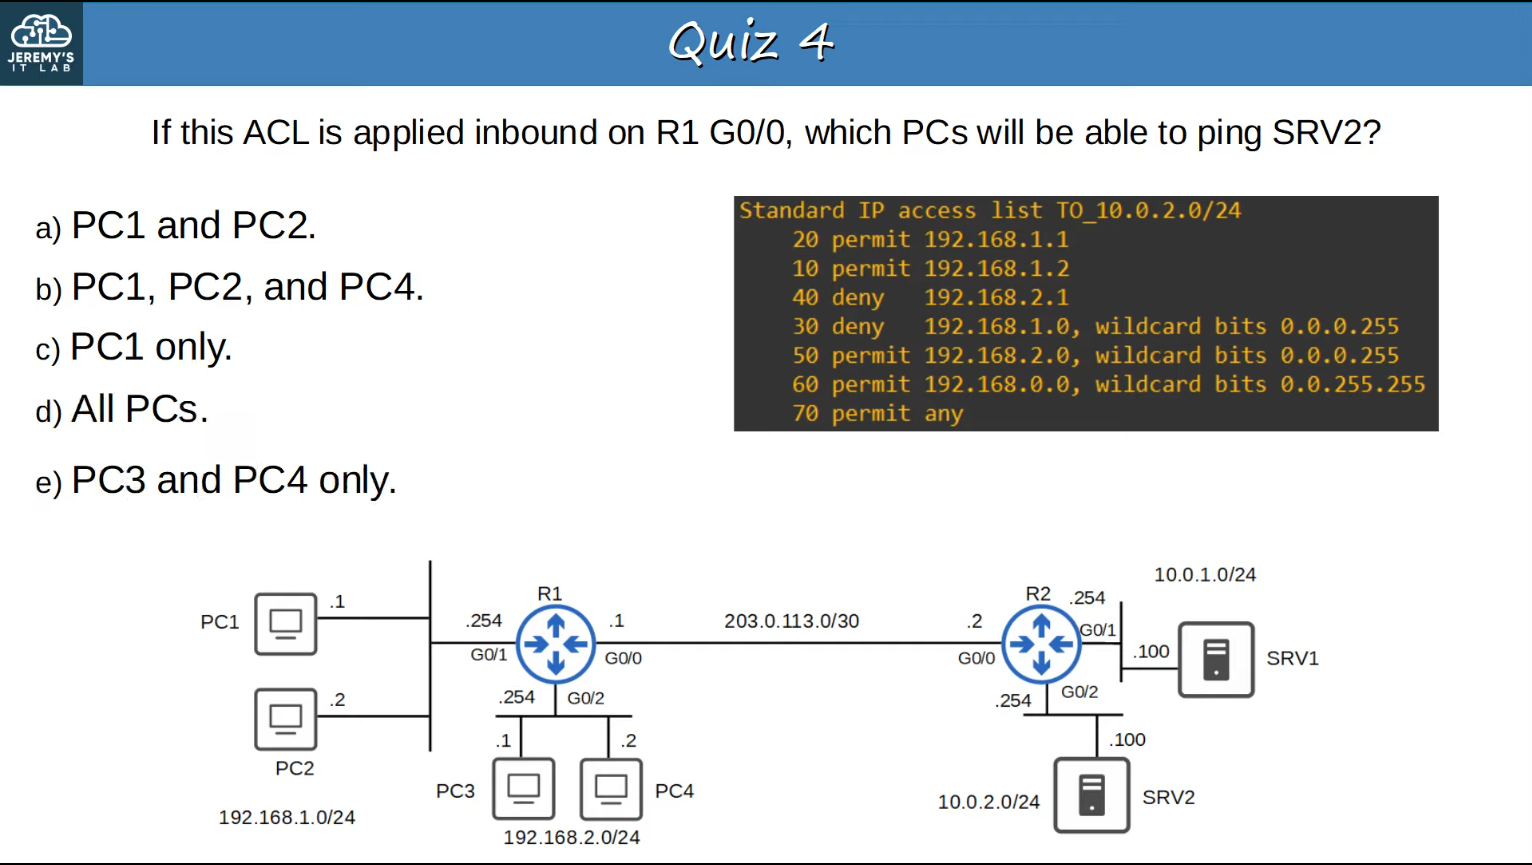 JEREMY'S
IT LAB
Quiz 4
If this ACL is applied inbound on R1 G0/0, which PCs will be able to ping SRV2?
a) PC1 and PC2.
b) PC1, PC2, and PC4.
c) PC1 only.
d) All PCs.
e) PC3 and PC4 only.
Standard IP access list TO_10.0.2.0/24
20 permit 192.168.1.1
10 permit 192.168.1.2
40 deny 192.168.2.1
30 deny 192.168.1.0, wildcard bits 0.0.0.255
50 permit 192.168.2.0, wildcard bits 0.0.0.255
60 permit 192.168.0.0, wildcard bits 0.0.255.255
70 permit any
PC1
.1
PC2
.2
192.168.1.0/24
.254
G0/1
R1
.1
G0/0
.254
G0/2
.1
.2
PC3
PC4
192.168.2.0/24
203.0.113.0/30
.2
G0/0
R2
.254
G0/1
10.0.1.0/24
.100
SRV1
.254
G0/2
.100
10.0.2.0/24
SRV2